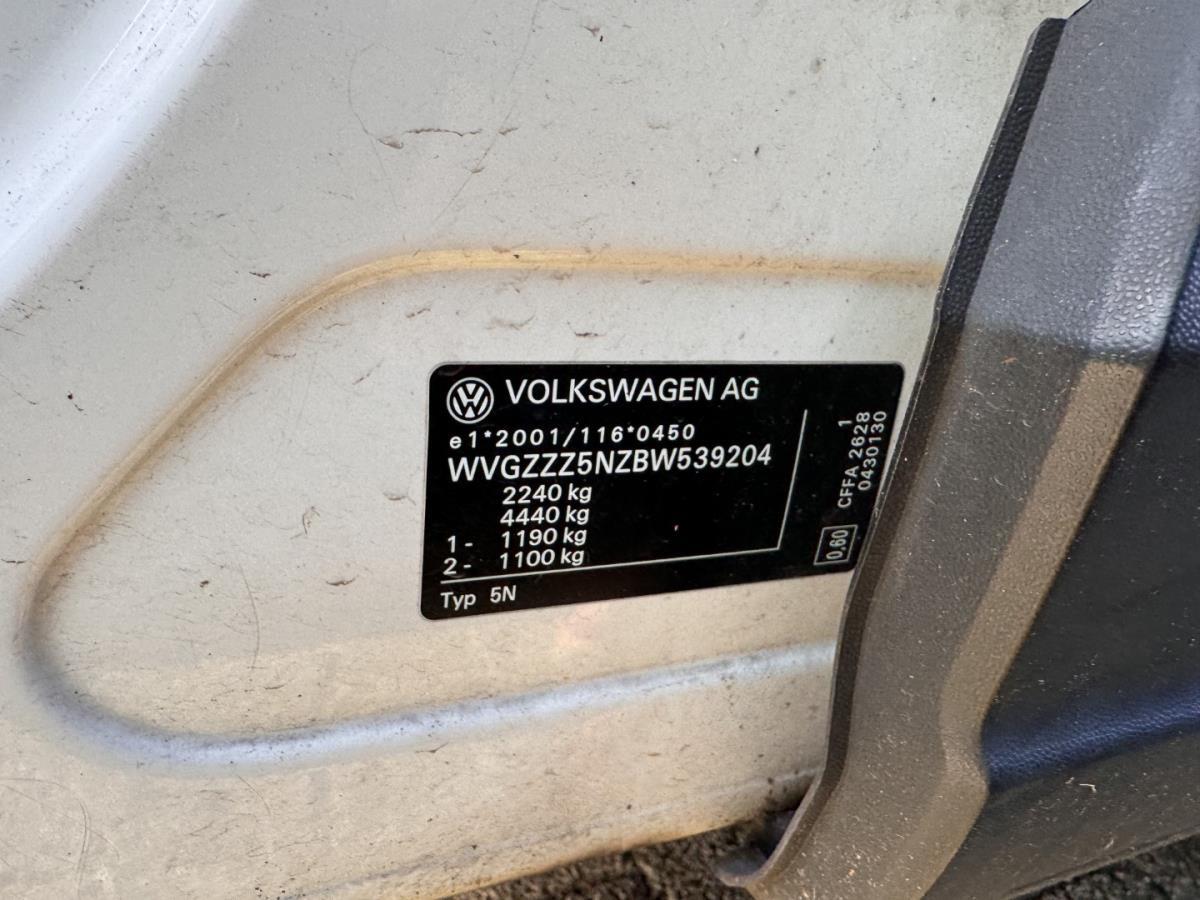 VOLKSWAGEN AG
e1*2001/116*0450
WVGZZZ5NZBW539204
2240 kg
4440 kg
1- 1190 kg
2- 1100 kg
Typ 5N
1
CFFA 2628
0430130
0,60